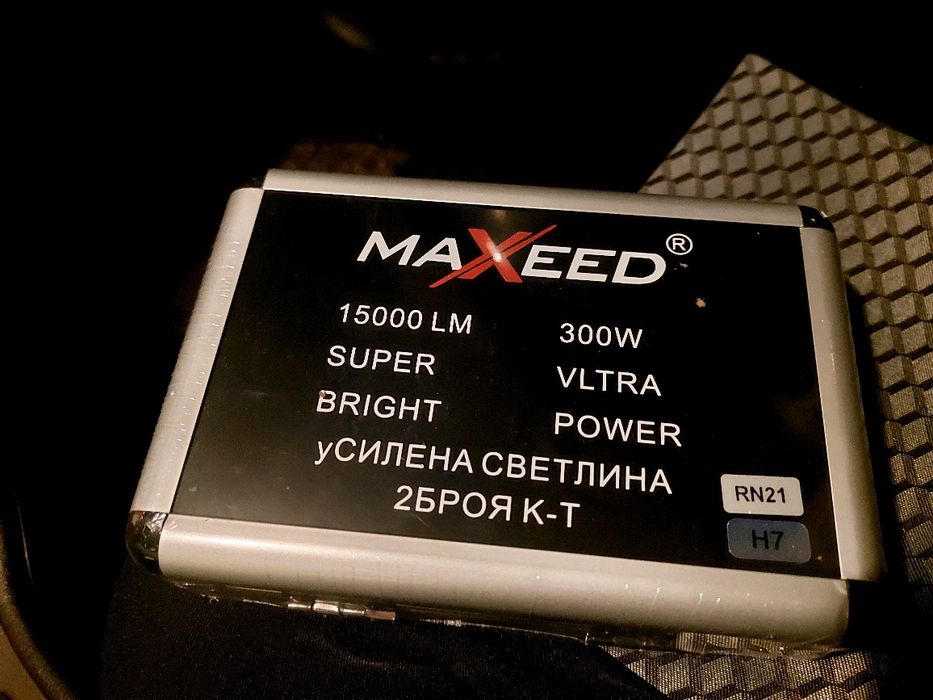 MAXEED®
15000 LM 300W
SUPER VLTRA
BRIGHT POWER
уСИЛЕНА СВЕТЛИНА
2БРОЯ К-Т
RN21
H7